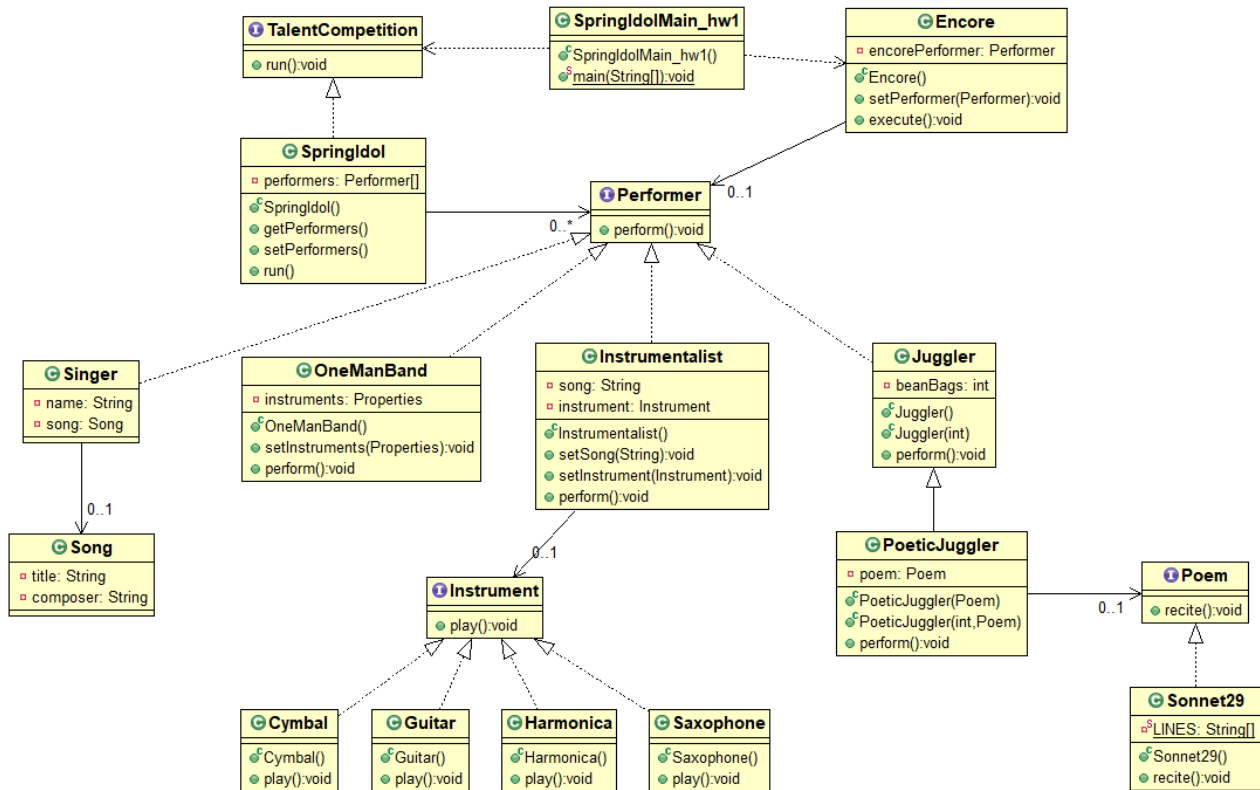 TalentCompetition
run():void
SpringIdolMain_hw1
SpringIdolMain_hw1()
main(String[]):void
Encore
encorePerformer: Performer
Encore()
setPerformer(Performer):void
execute():void
SpringIdol
performers: Performer[]
SpringIdol()
getPerformers()
setPerformers()
run()
0..*
Performer
perform():void
0..1
Singer
name: String
song: Song
0..1
Song
title: String
composer: String
OneManBand
instruments: Properties
OneManBand()
setInstruments(Properties):void
perform():void
Instrumentalist
song: String
instrument: Instrument
Instrumentalist()
setSong(String):void
setInstrument(Instrument):void
perform():void
0..1
Juggler
beanBags: int
Juggler()
Juggler(int)
perform():void
PoeticJuggler
poem: Poem
PoeticJuggler(Poem)
PoeticJuggler(int,Poem)
perform():void
0..1
Poem
recite():void
Instrument
play():void
Cymbal
Cymbal()
play():void
Guitar
Guitar()
play():void
Harmonica
Harmonica()
play():void
Saxophone
Saxophone()
play():void
Sonnet29
LINES: String[]
Sonnet29()
recite():void